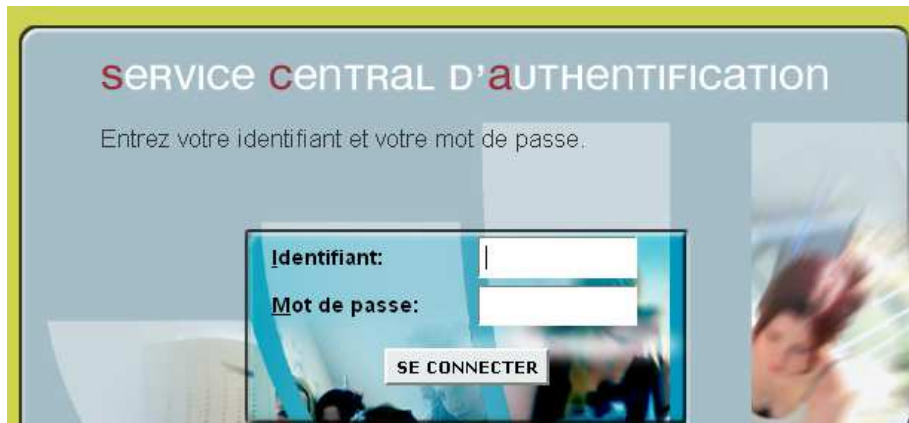 service central d'authentification
Entrez votre identifiant et votre mot de passe.
Identifiant:
Mot de passe:
SE CONNECTER